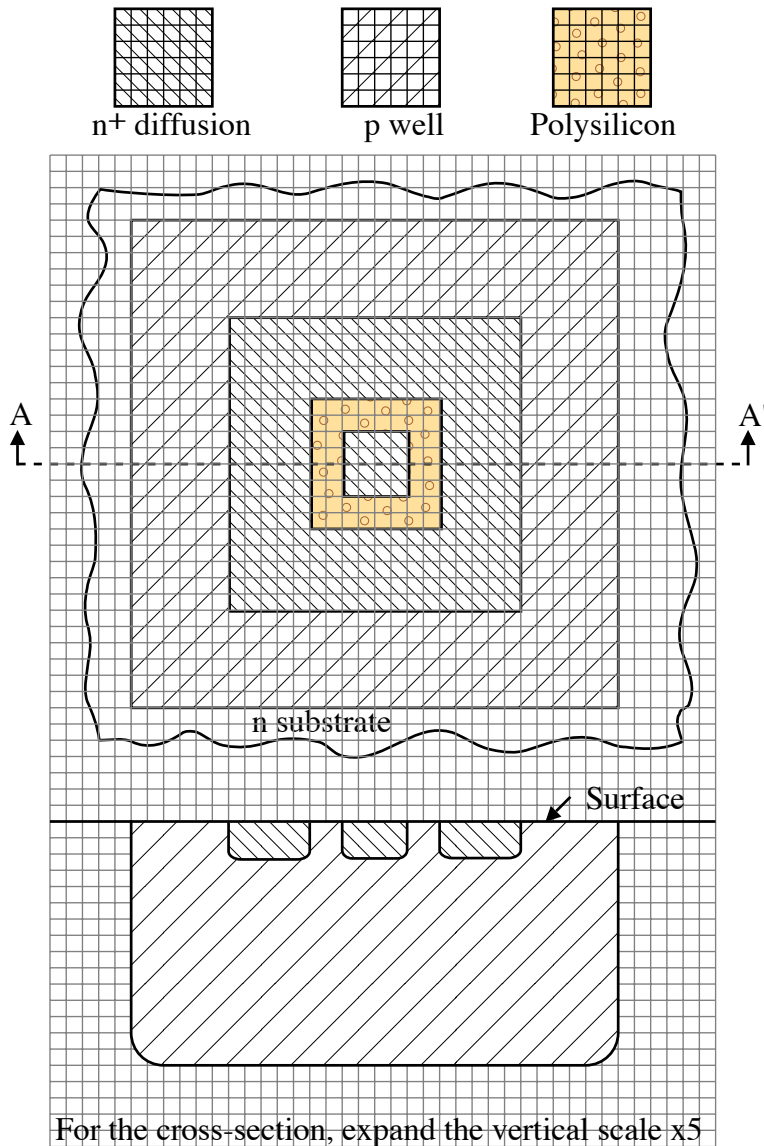 n+ diffusion
p well
Polysilicon
A
A'
n substrate
Surface
For the cross-section, expand the vertical scale x5